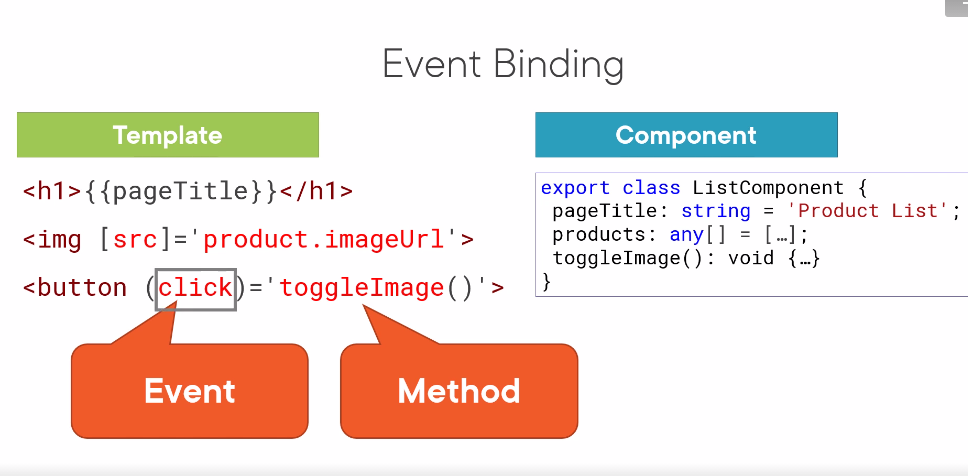 Event Binding
Template
<h1>{{pageTitle}}</h1>
<img [src]='product.imageUrl'>
<button (click)='toggleImage()'>
Event
Method
Component
export class ListComponent {
pageTitle: string = 'Product List';
products: any[] = […];
toggleImage(): void {…}
}